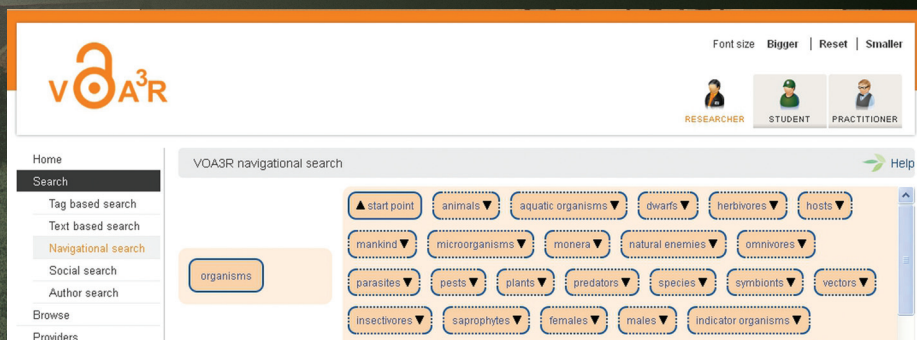 Font size Bigger | Reset | Smaller
VOA³R
RESEARCHER STUDENT PRACTITIONER
Home
Search
Tag based search
Text based search
Navigational search
Social search
Author search
Browse
Providers
VOA3R navigational search
Help
organisms
▲ start point animals ▼ aquatic organisms ▼ dwarfs ▼ herbivores ▼ hosts ▼
mankind ▼ microorganisms ▼ monera ▼ natural enemies ▼ omnivores ▼
parasites ▼ pests ▼ plants ▼ predators ▼ species ▼ symbionts ▼ vectors ▼
insectivores ▼ saprophytes ▼ females ▼ males ▼ indicator organisms ▼